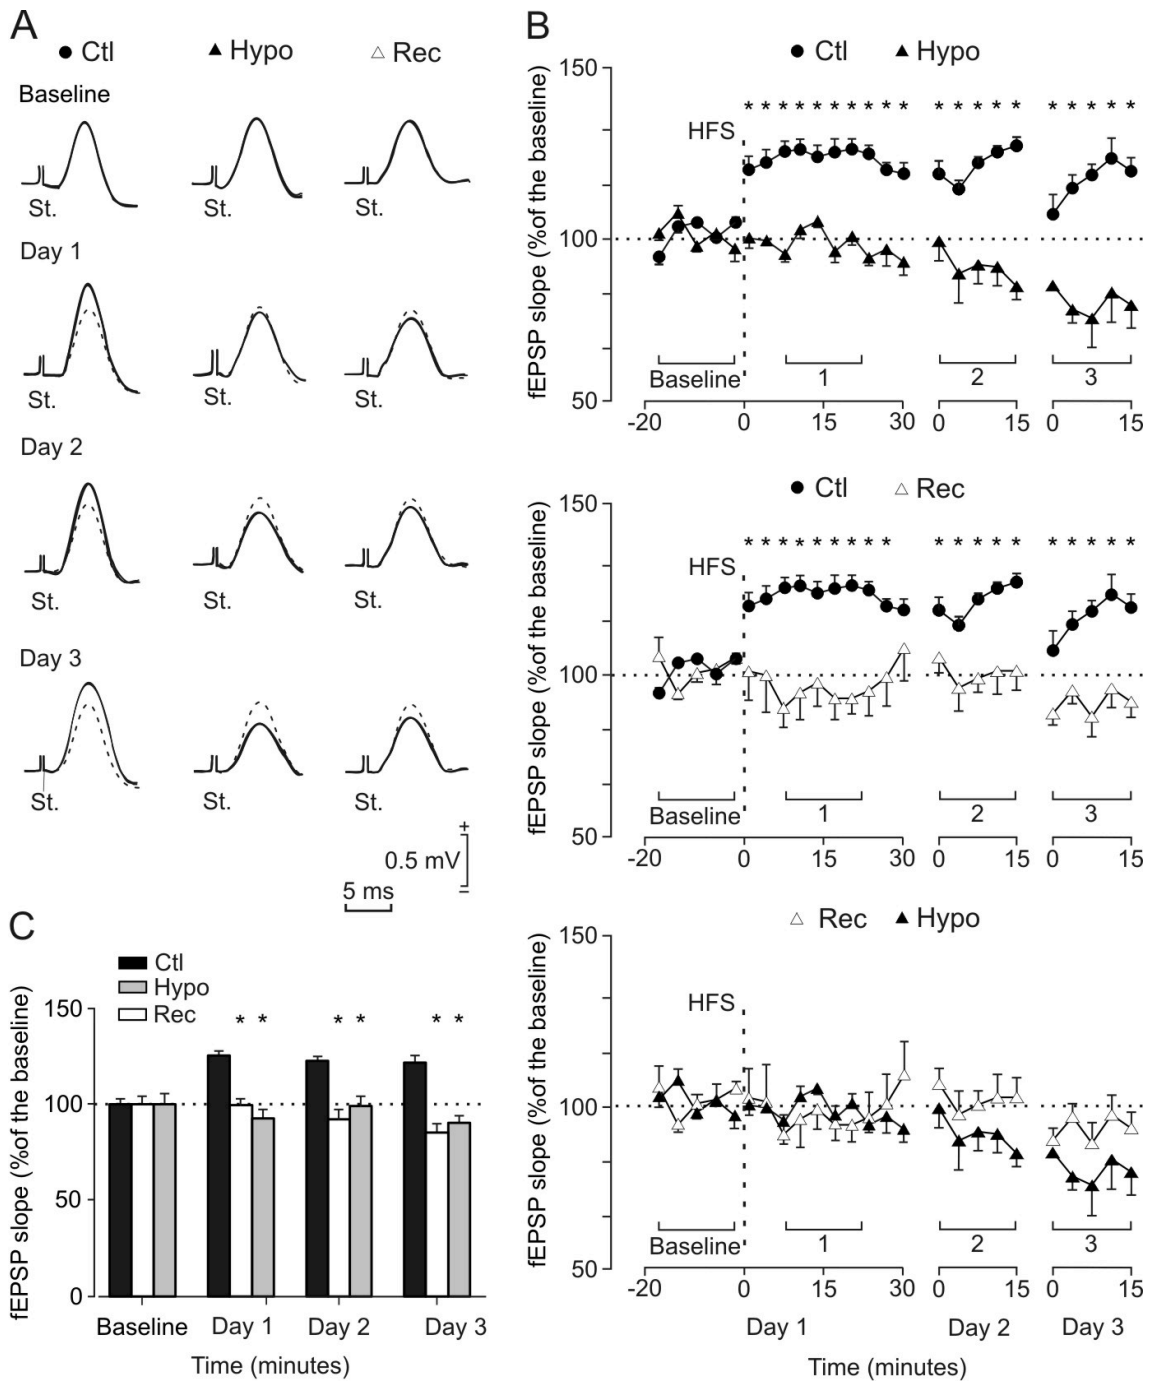 A
Ctl
Hypo
Rec
Baseline
St.
St.
St.
Day 1
St.
St.
St.
Day 2
St.
St.
St.
Day 3
St.
St.
St.
+
0.5 mV
–
5 ms
B
Ctl
Hypo
fEPSP slope (%of the baseline)
150
100
50
HFS
* * * * * * * * * * * * * * * * * * * *
Baseline
1
2
3
-20 0 15 30 0 15 0 15
Ctl
Rec
fEPSP slope (%of the baseline)
150
100
50
HFS
* * * * * * * * * * * * * * * * * * *
Baseline
1
2
3
-20 0 15 30 0 15 0 15
Rec
Hypo
fEPSP slope (%of the baseline)
150
100
50
HFS
Baseline
1
2
3
-20 0 15 30 0 15 0 15
Day 1
Day 2
Day 3
Time (minutes)
C
Ctl
Hypo
Rec
fEPSP slope (%of the baseline)
150
100
50
0
* * * * * *
Baseline
Day 1
Day 2
Day 3
Time (minutes)